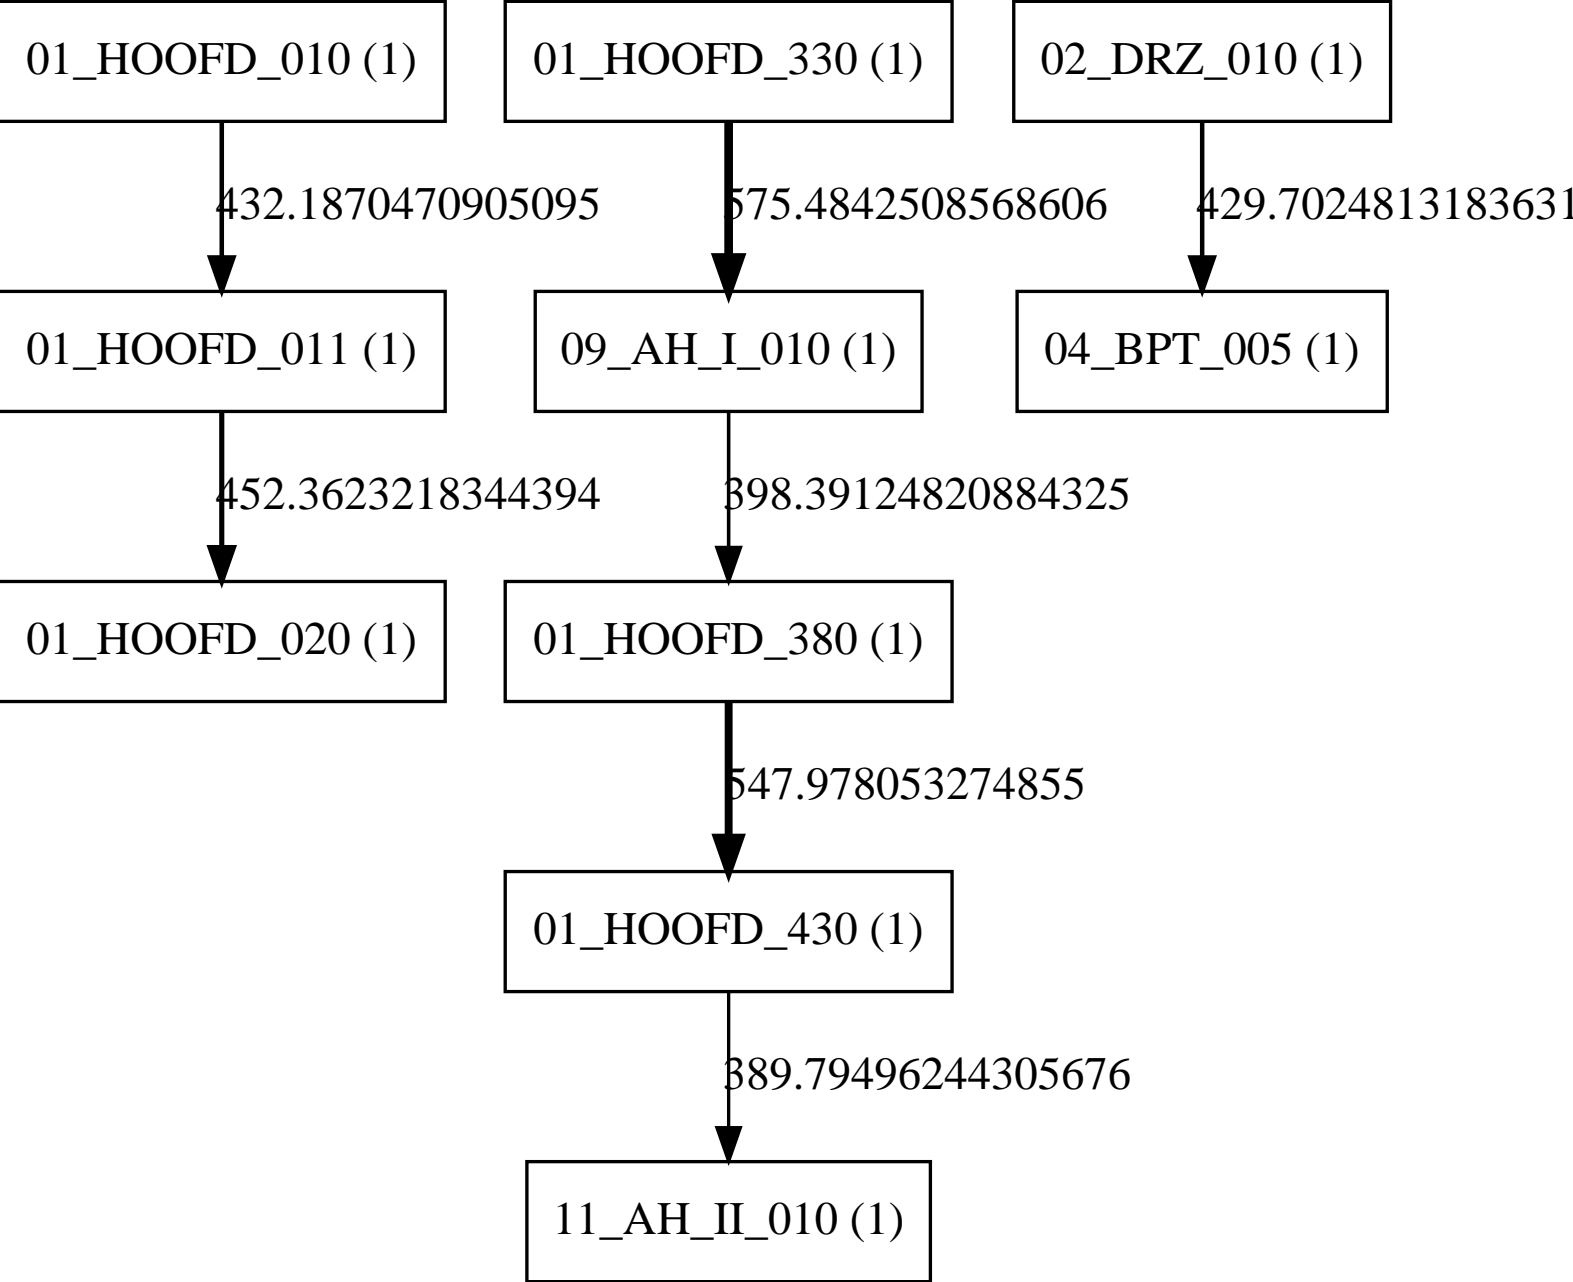 01_HOOFD_010 (1)
01_HOOFD_330 (1)
02_DRZ_010 (1)
432.1870470905095
575.4842508568606
429.7024813183631
01_HOOFD_011 (1)
09_AH_I_010 (1)
04_BPT_005 (1)
452.3623218344394
398.39124820884325
01_HOOFD_020 (1)
01_HOOFD_380 (1)
547.978053274855
01_HOOFD_430 (1)
389.79496244305676
11_AH_II_010 (1)